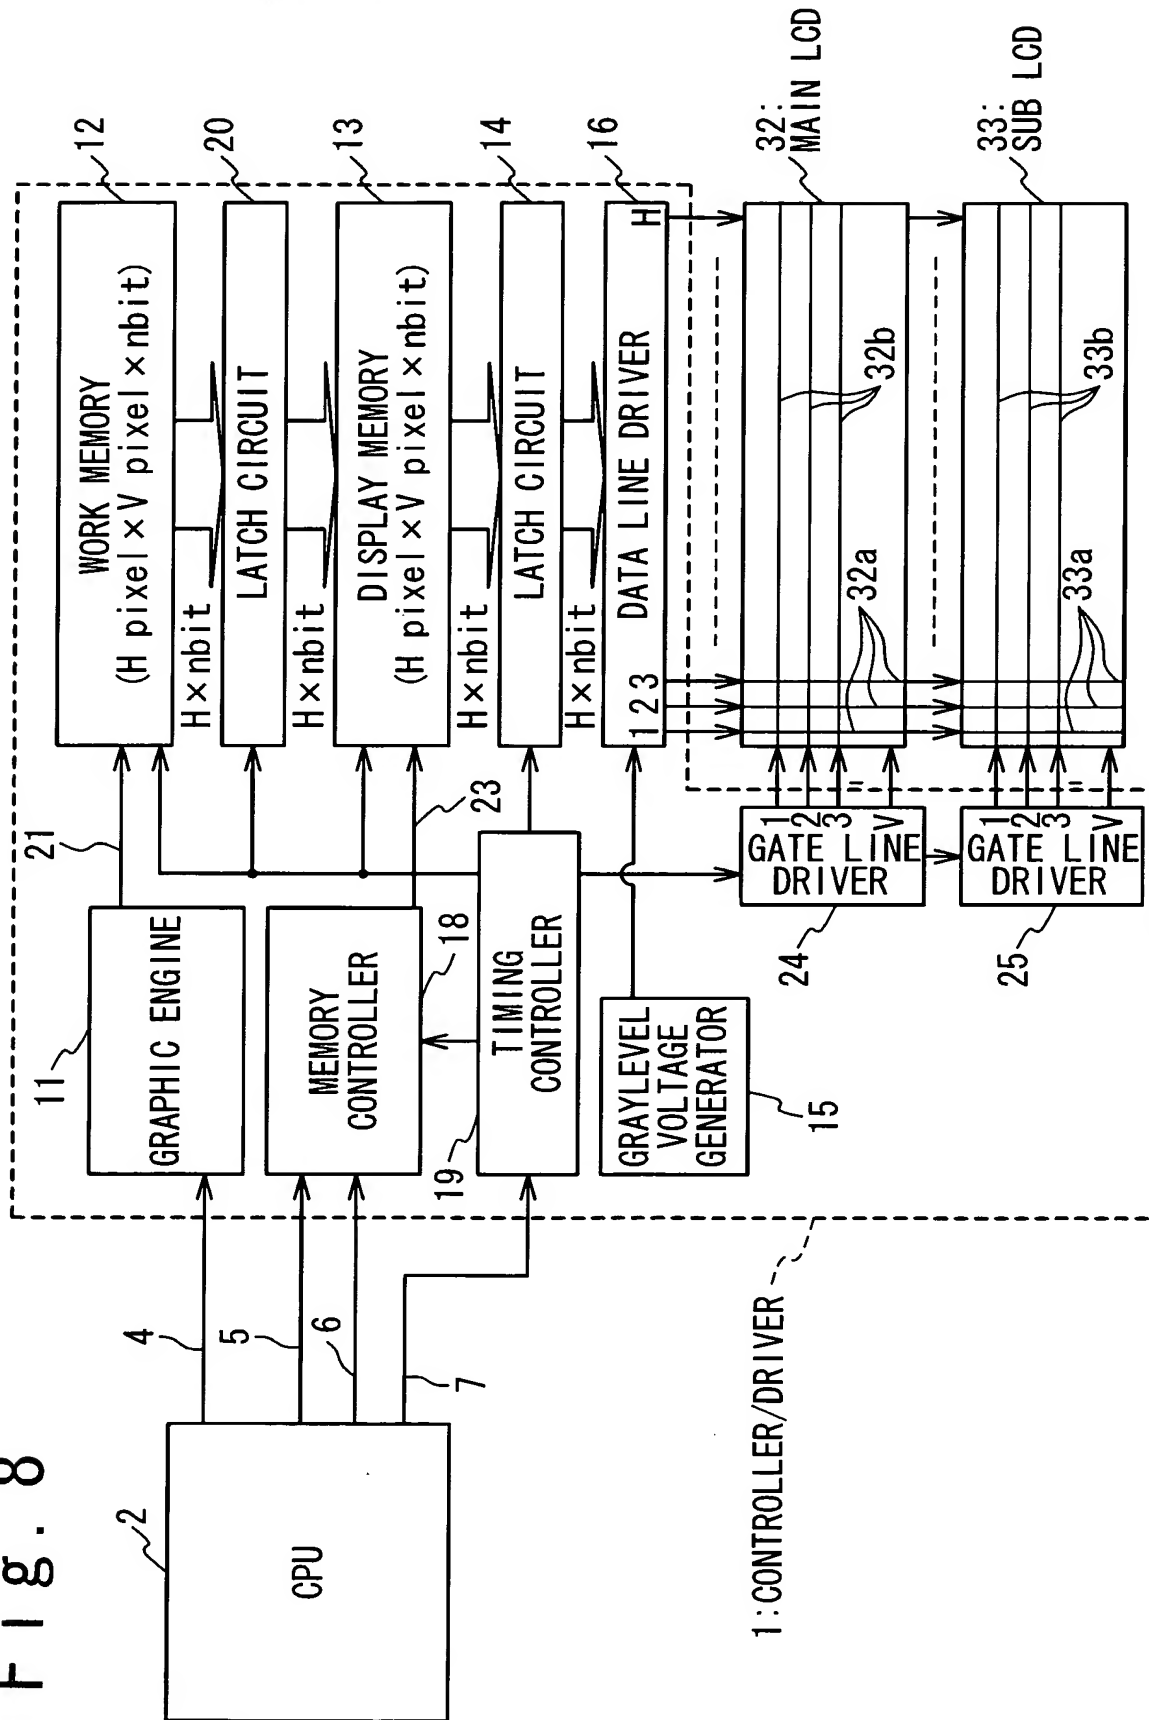 Fig. 8
2
CPU
4
5
6
7
1:CONTROLLER/DRIVER
11
GRAPHIC ENGINE
21
MEMORY
CONTROLLER
18
23
19
TIMING
CONTROLLER
GRAYLEVEL
VOLTAGE
GENERATOR
15
WORK MEMORY
(H pixel×V pixel×nbit)
12
H×nbit
LATCH CIRCUIT
20
H×nbit
DISPLAY MEMORY
(H pixel×V pixel×nbit)
13
H×nbit
LATCH CIRCUIT
14
H×nbit
DATA LINE DRIVER
1 2 3
H
16
1
2
3
V
GATE LINE
DRIVER
24
32a
32b
32:
MAIN LCD
1
2
3
V
GATE LINE
DRIVER
25
33a
33b
33:
SUB LCD